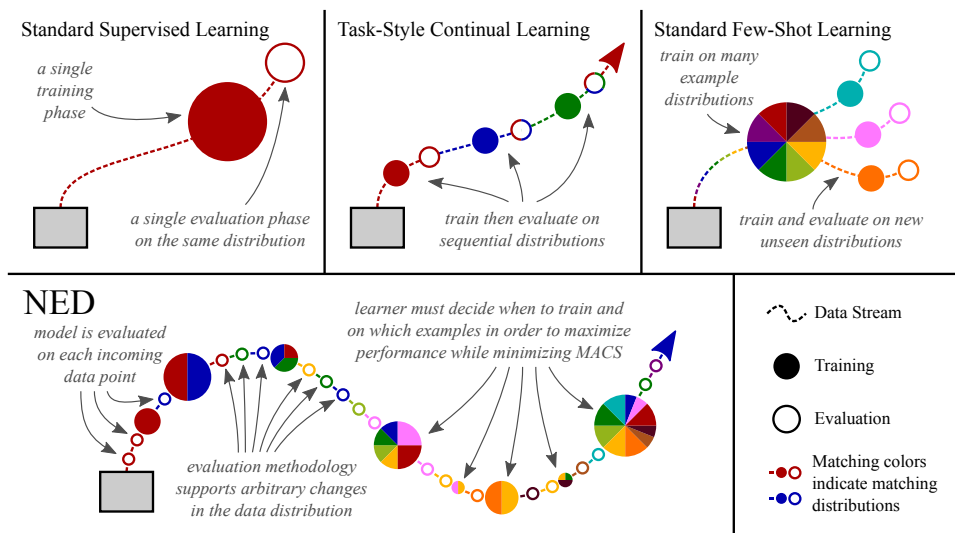 Standard Supervised Learning
a single
training
phase
a single evaluation phase
on the same distribution
Task-Style Continual Learning
train then evaluate on
sequential distributions
Standard Few-Shot Learning
train on many
example
distributions
train and evaluate on new
unseen distributions
NED
model is evaluated
on each incoming
data point
evaluation methodology
supports arbitrary changes
in the data distribution
learner must decide when to train and
on which examples in order to maximize
performance while minimizing MACS
Data Stream
Training
Evaluation
Matching colors
indicate matching
distributions